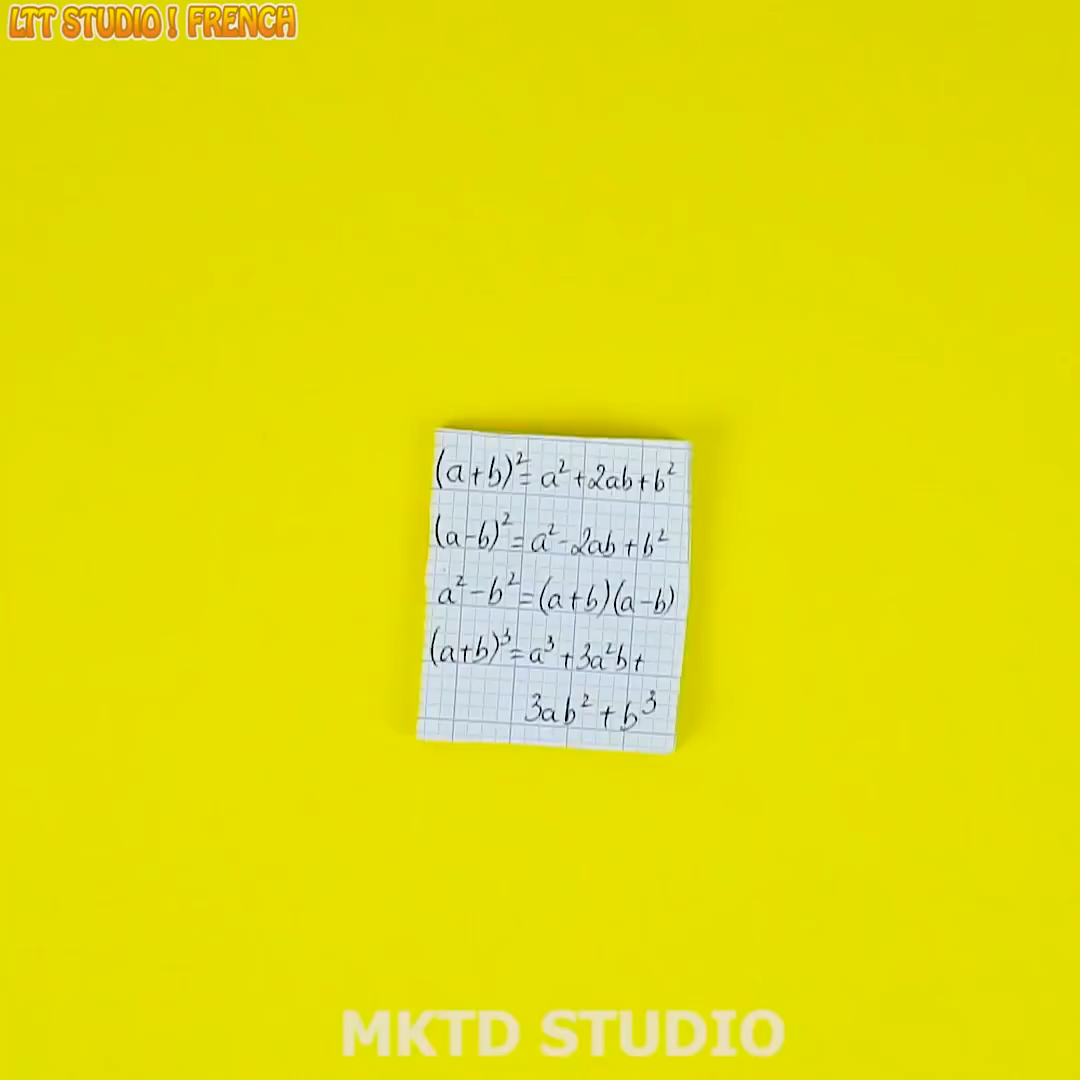 LTT STUDIO ! FRENCH
(a+b)²= a²+2ab+b²
(a-b)²=a²-2ab+b²
a²-b²=(a+b)(a-b)
(a+b)³=a³+3a²b+
3ab²+b³
MKTD STUDIO